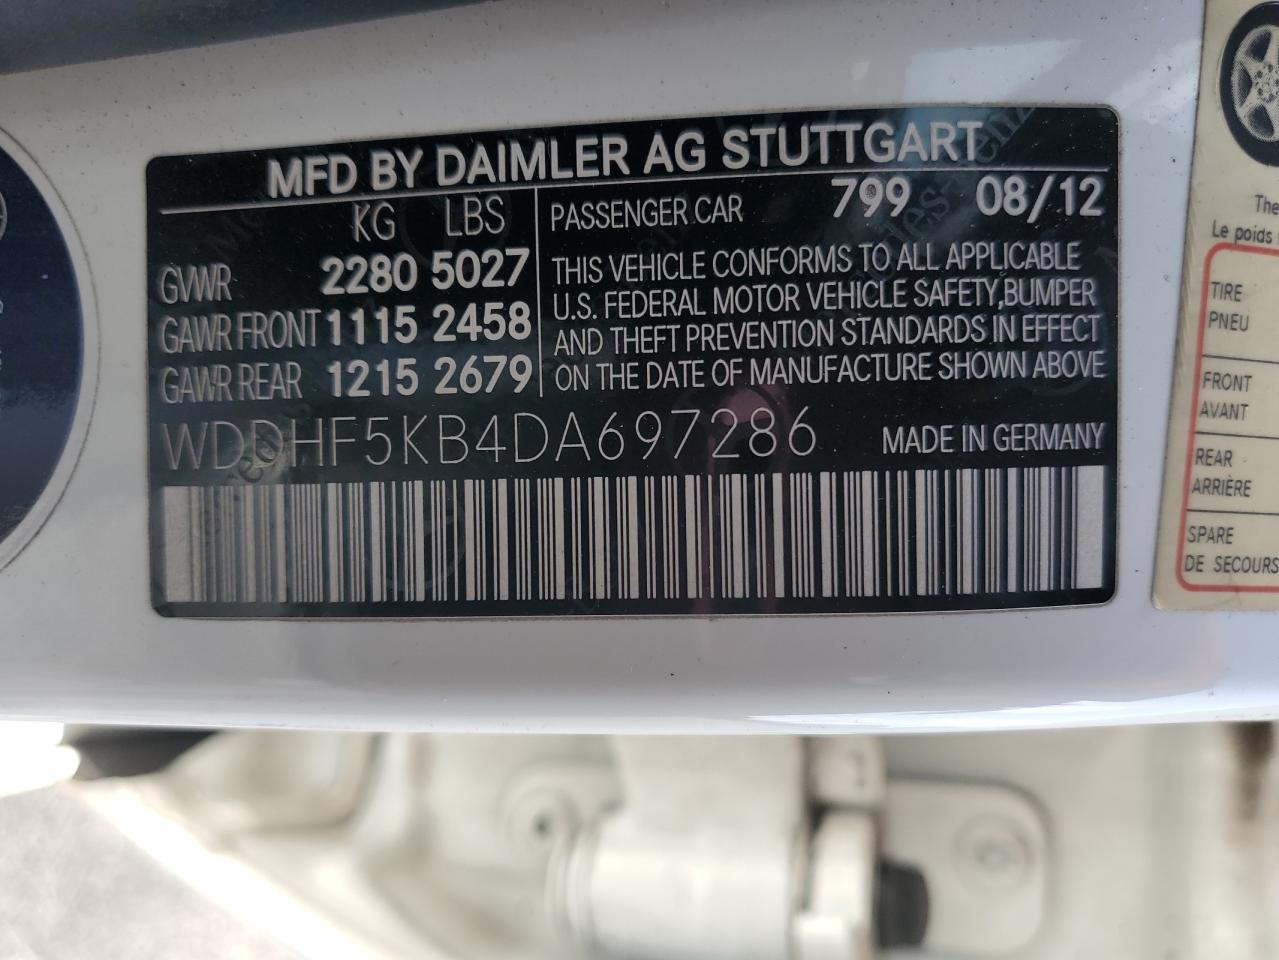 MFD BY DAIMLER AG STUTTGART
KG LBS
GVWR 2280 5027
GAWR FRONT 1115 2458
GAWR REAR 1215 2679
PASSENGER CAR 799 08/12
THIS VEHICLE CONFORMS TO ALL APPLICABLE
U.S. FEDERAL MOTOR VEHICLE SAFETY,BUMPER
AND THEFT PREVENTION STANDARDS IN EFFECT
ON THE DATE OF MANUFACTURE SHOWN ABOVE
WDDHF5KB4DA697286 MADE IN GERMANY
The
Le poids
TIRE
PNEU
FRONT
AVANT
REAR
ARRIÈRE
SPARE
DE SECOURS